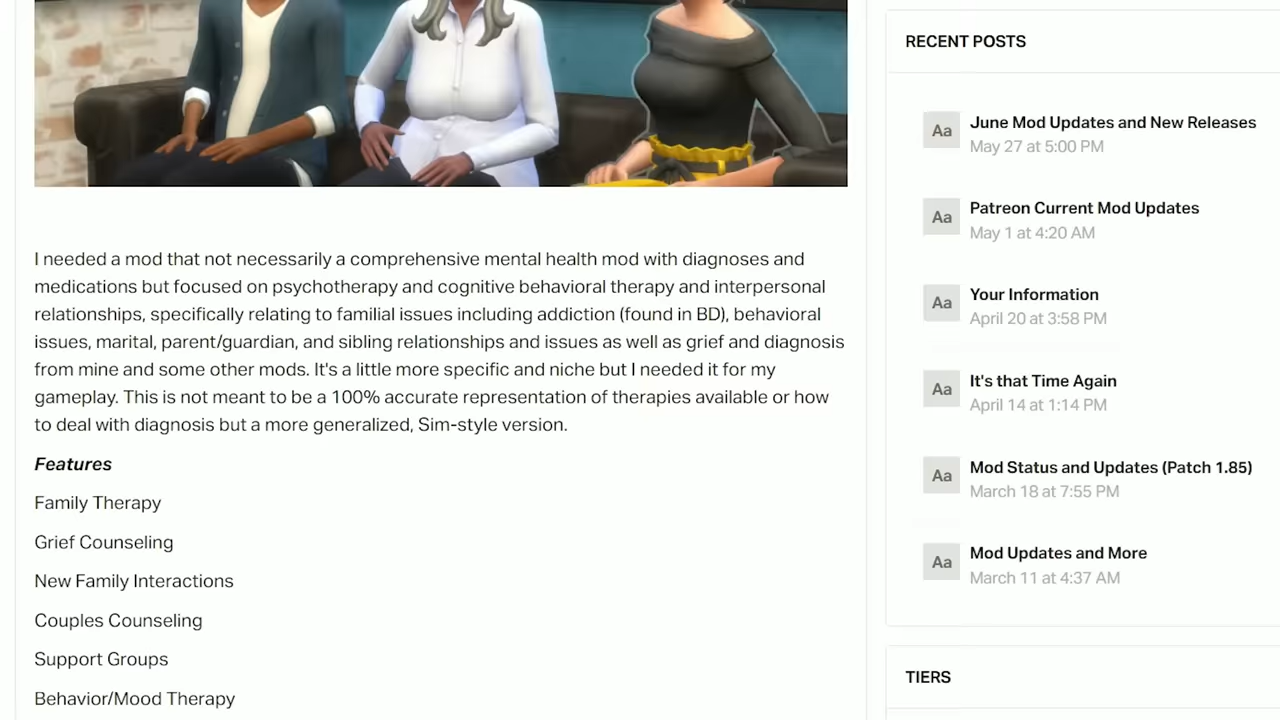 I needed a mod that not necessarily a comprehensive mental health mod with diagnoses and
medications but focused on psychotherapy and cognitive behavioral therapy and interpersonal
relationships, specifically relating to familial issues including addiction (found in BD), behavioral
issues, marital, parent/guardian, and sibling relationships and issues as well as grief and diagnosis
from mine and some other mods. It's a little more specific and niche but I needed it for my
gameplay. This is not meant to be a 100% accurate representation of therapies available or how
to deal with diagnosis but a more generalized, Sim-style version.
Features
Family Therapy
Grief Counseling
New Family Interactions
Couples Counseling
Support Groups
Behavior/Mood Therapy
RECENT POSTS
Aa
June Mod Updates and New Releases
May 27 at 5:00 PM
Aa
Patreon Current Mod Updates
May 1 at 4:20 AM
Aa
Your Information
April 20 at 3:58 PM
Aa
It's that Time Again
April 14 at 1:14 PM
Aa
Mod Status and Updates (Patch 1.85)
March 18 at 7:55 PM
Aa
Mod Updates and More
March 11 at 4:37 AM
TIERS